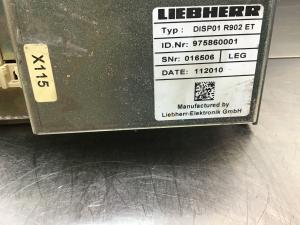 LIEBHERR
Typ : DISP01 R902 ET
ID.Nr: 975860001
SNr: 016506 LEG
DATE: 112010
Manufactured by
Liebherr-Elektronik GmbH
X115